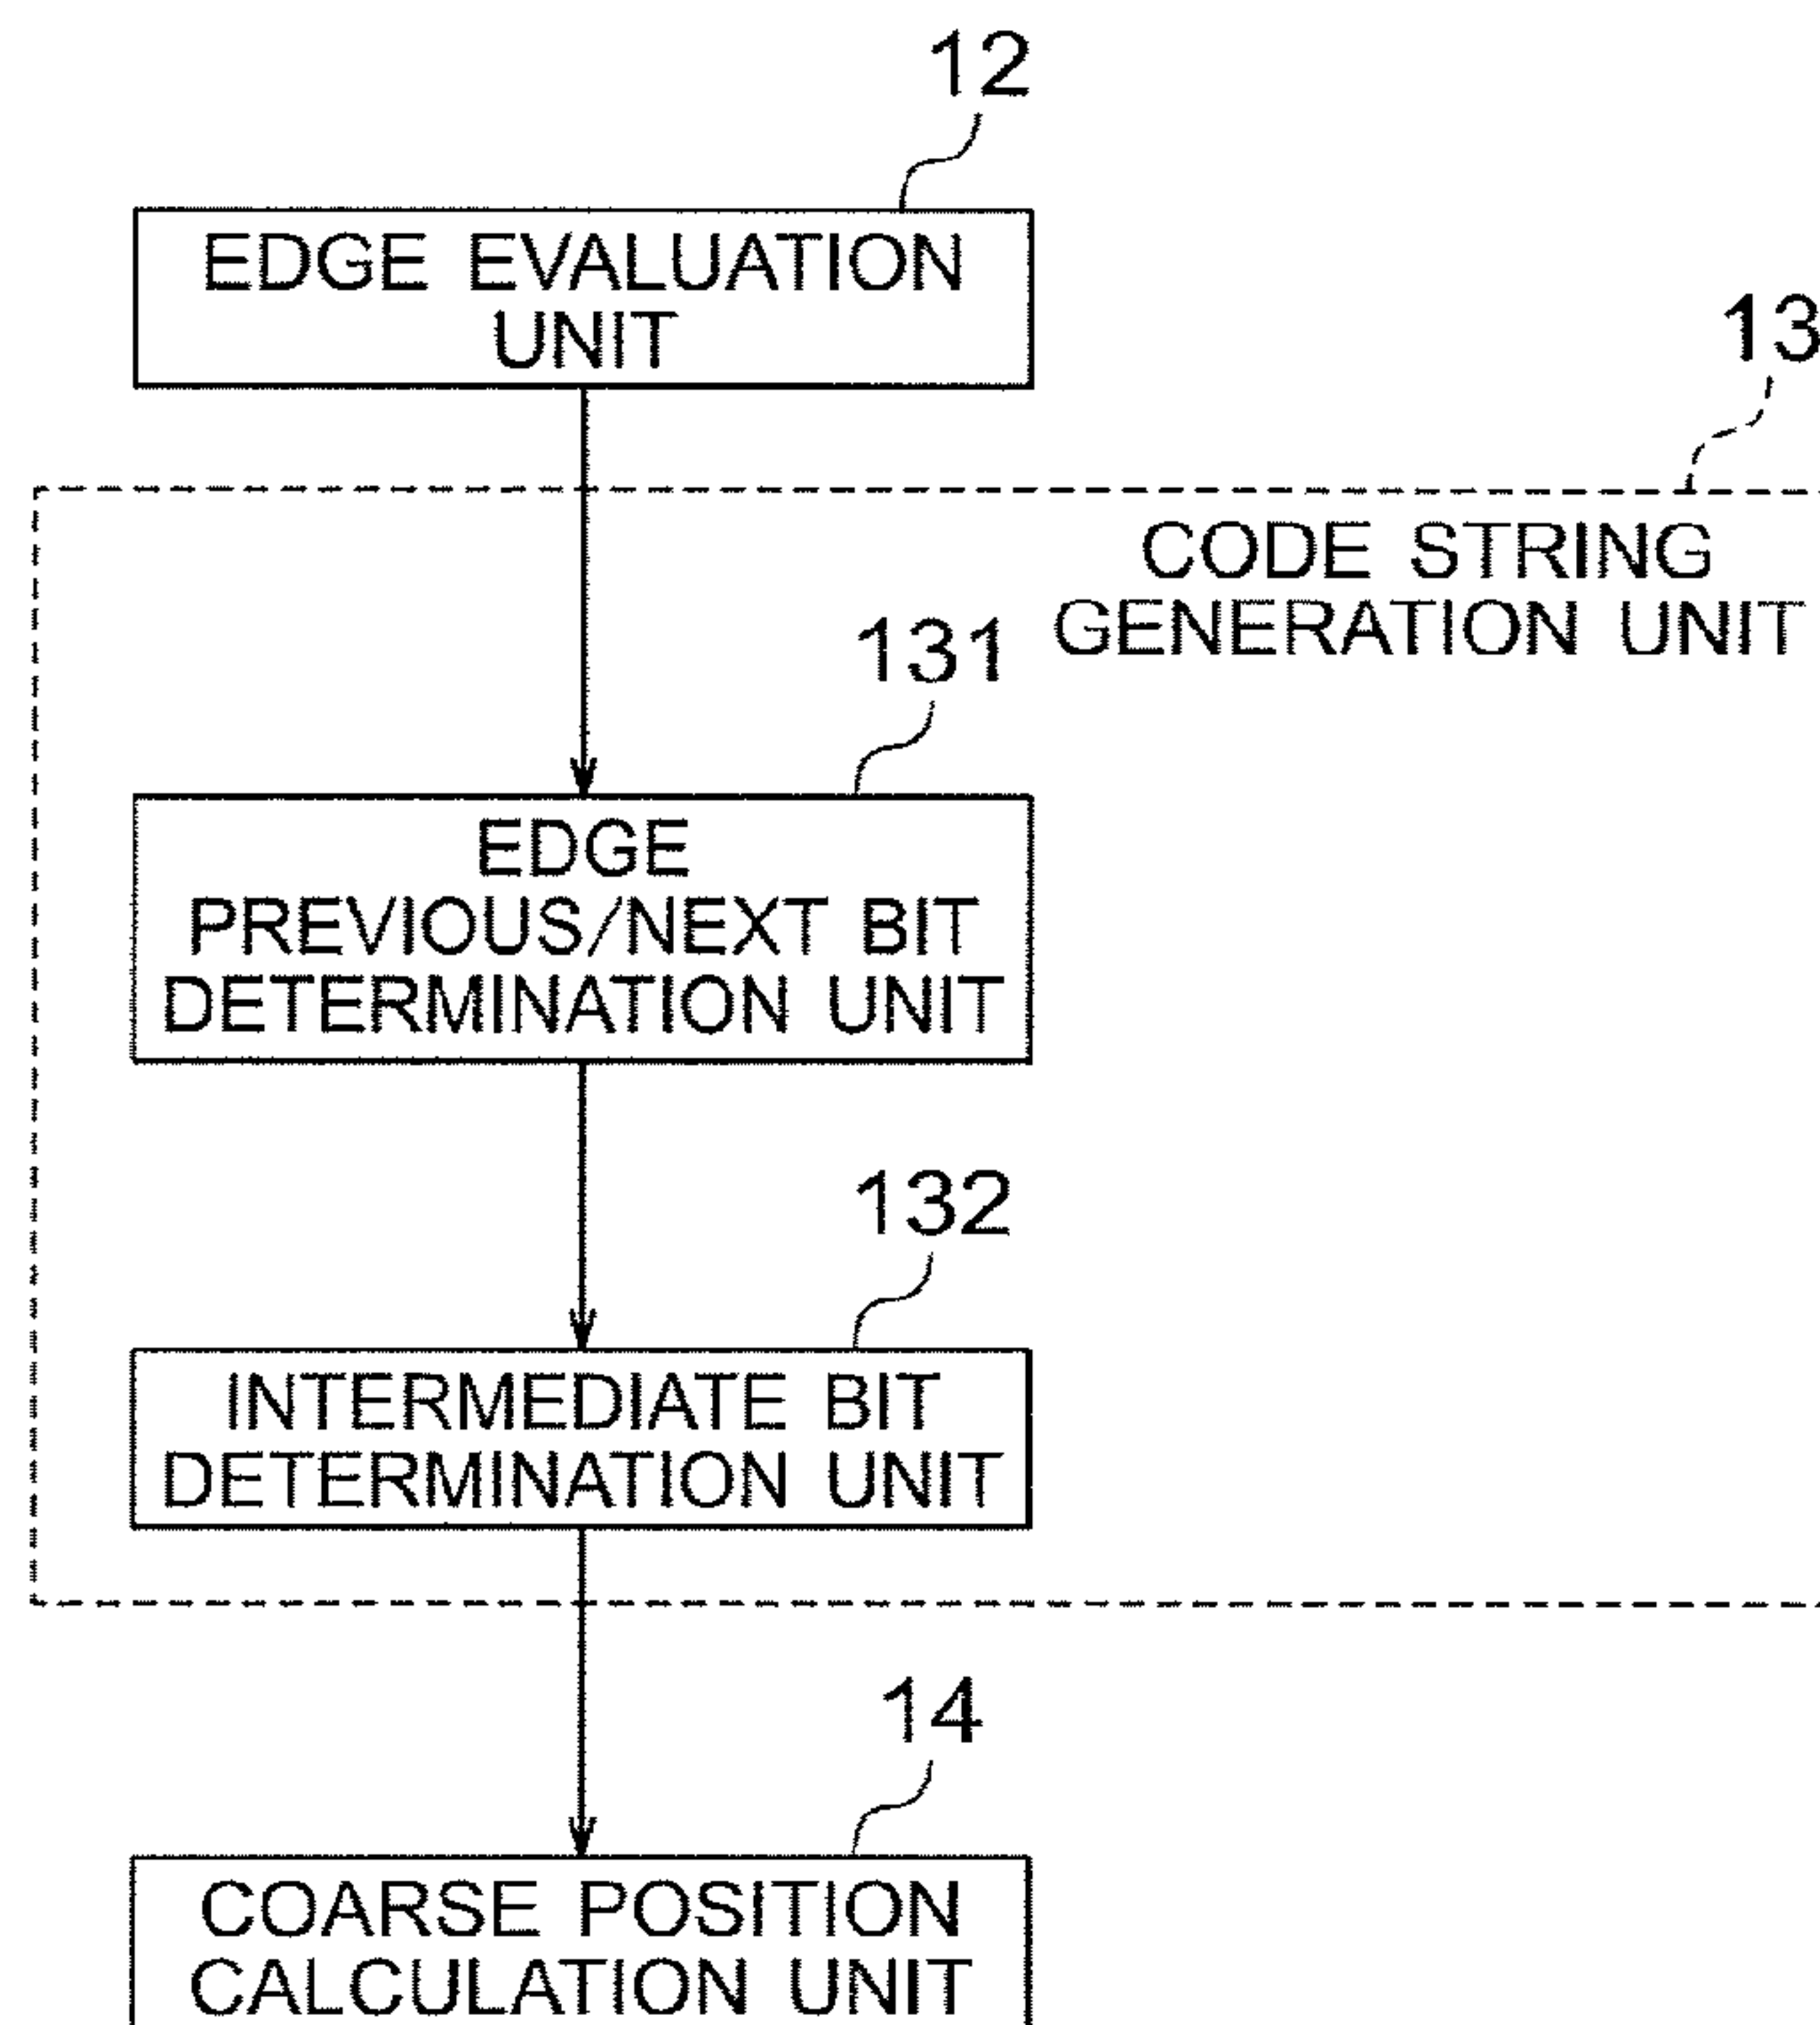 12
EDGE EVALUATION
UNIT
13
CODE STRING
GENERATION UNIT
131
EDGE
PREVIOUS/NEXT BIT
DETERMINATION UNIT
132
INTERMEDIATE BIT
DETERMINATION UNIT
14
COARSE POSITION
CALCULATION UNIT